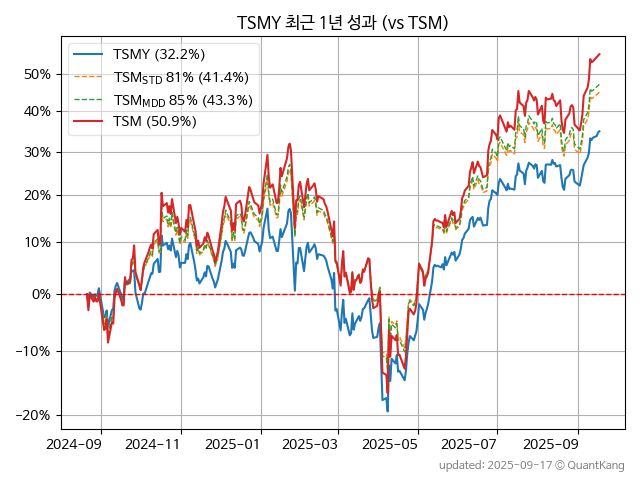 TSMY 최근 1년 성과 (vs TSM)
TSMY (32.2%)
TSM_STD 81% (41.4%)
TSM_MDD 85% (43.3%)
TSM (50.9%)
50%
40%
30%
20%
10%
0%
−10%
−20%
2024−09 2024−11 2025−01 2025−03 2025−05 2025−07 2025−09
updated: 2025−09−17 © QuantKang